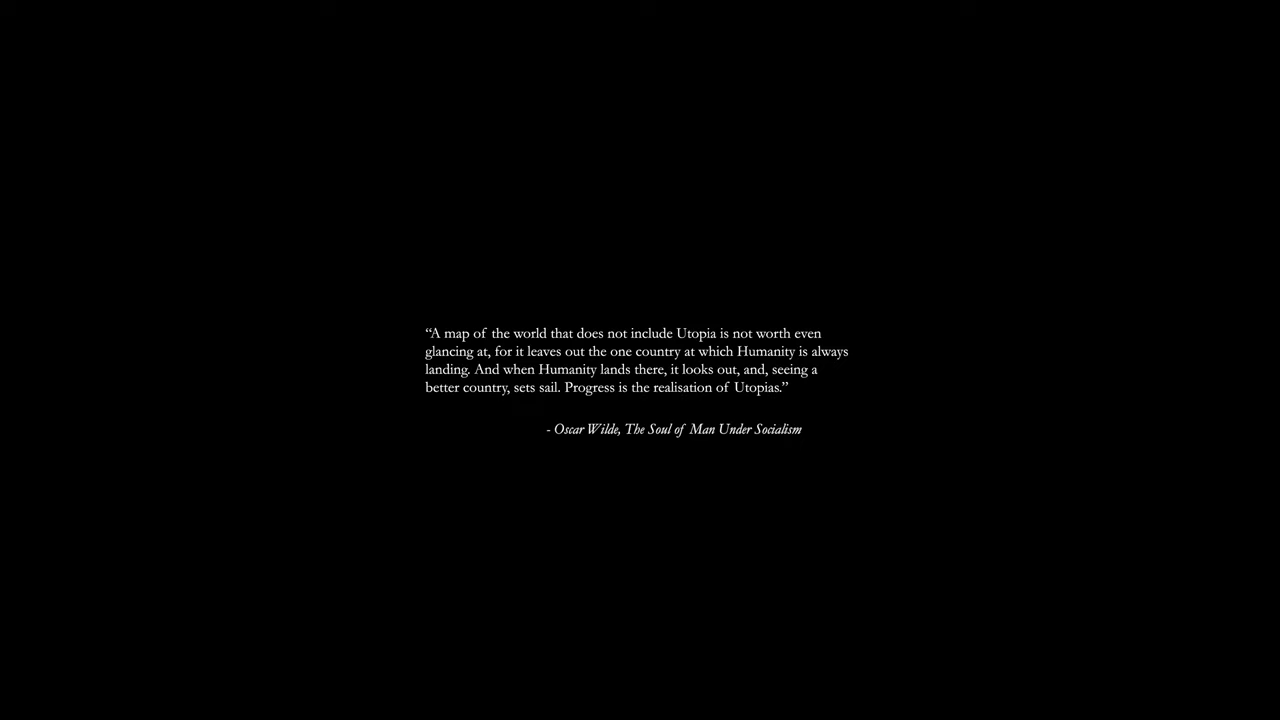 “A map of the world that does not include Utopia is not worth even
glancing at, for it leaves out the one country at which Humanity is always
landing. And when Humanity lands there, it looks out, and, seeing a
better country, sets sail. Progress is the realisation of Utopias.”
- Oscar Wilde, The Soul of Man Under Socialism